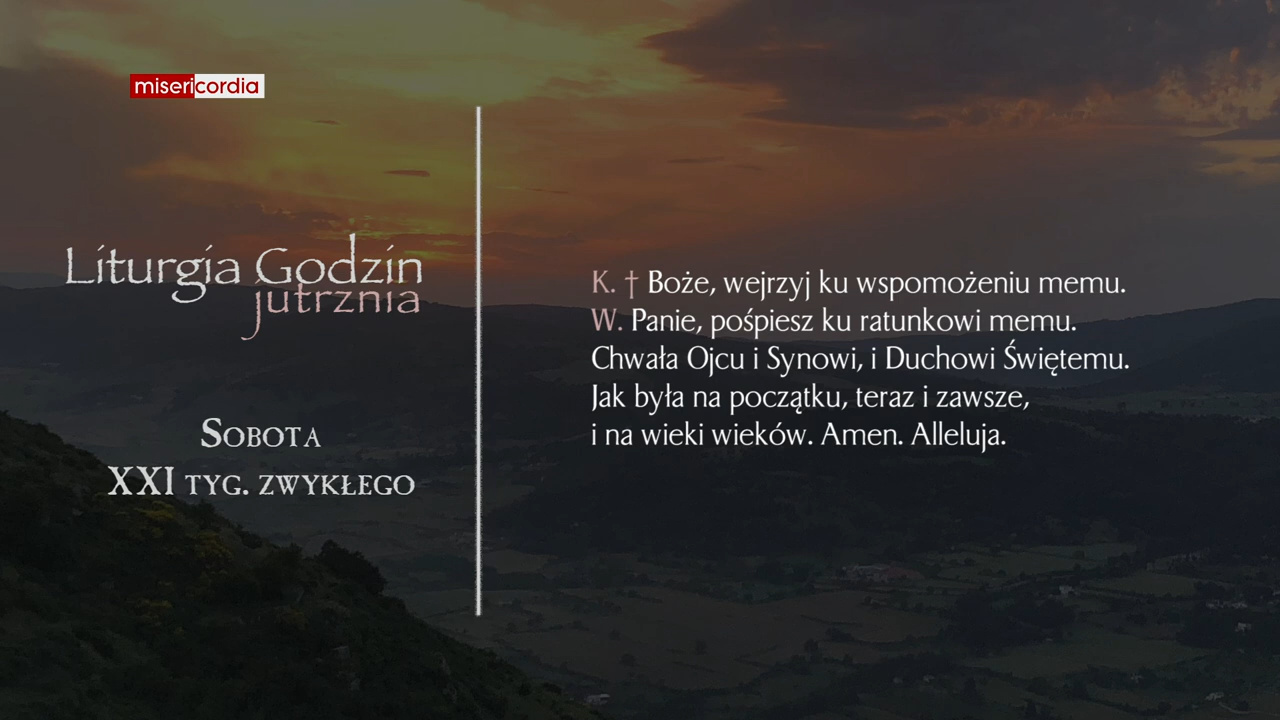 misericordia
Liturgia Godzin
jutrznia
Sobota
XXI tyg. zwykłego
K. † Boże, wejrzyj ku wspomożeniu memu.
W. Panie, pośpiesz ku ratunkowi memu.
Chwała Ojcu i Synowi, i Duchowi Świętemu.
Jak była na początku, teraz i zawsze,
i na wieki wieków. Amen. Alleluja.